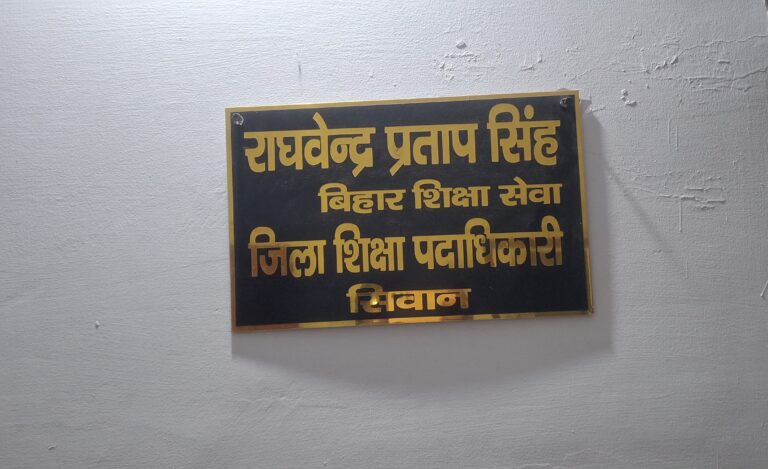 राघवेन्द्र प्रताप सिंह
बिहार शिक्षा सेवा
जिला शिक्षा पदाधिकारी
सिवान